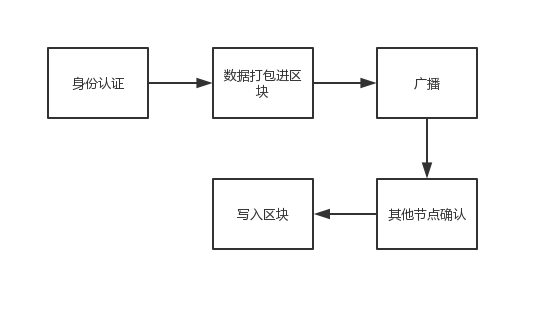 身份认证
数据打包进区
块
广播
其他节点确认
写入区块